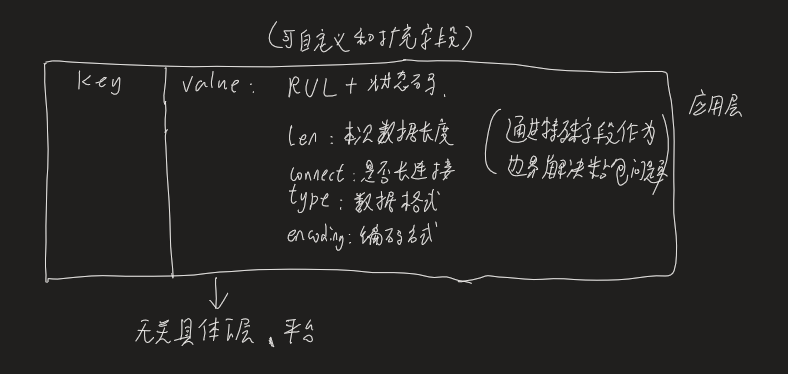 (可自定义和扩充字段)
key
value: RUL + 状态码.
len:本次数据长度
connect:是否长连接
type:数据格式
encoding:编码方式
(通过特殊字段作为
边界解决粘包问题)
应用层
无关具体下层、平台